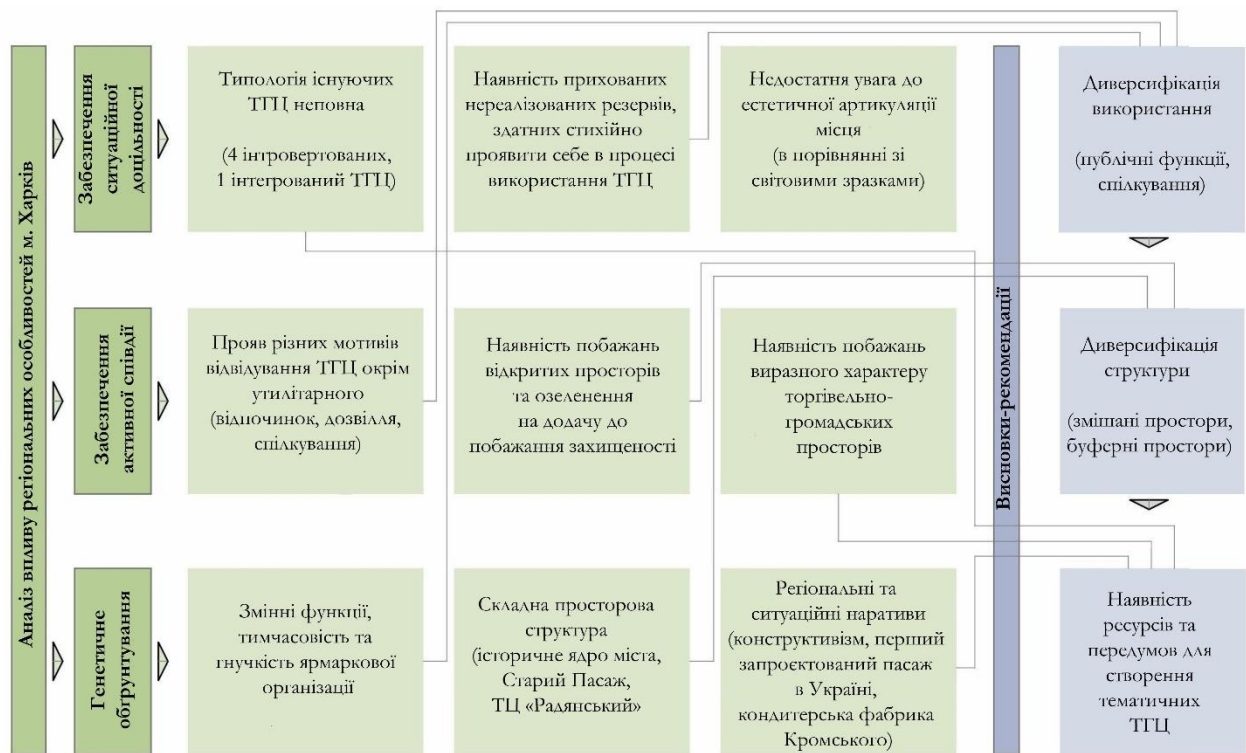 Аналіз впливу регіональних особливостей м. Харків
Забезпечення
ситуаційної
доцільності
Типологія існуючих
ТГЦ неповна
(4 інтровертованих,
1 інтегрований ТГЦ)
Наявність прихованих
нереалізованих резервів,
здатних стихійно
проявити себе в процесі
використання ТГЦ
Недостатня увага до
естетичної артикуляції
місця
(в порівнянні зі
світовими зразками)
Диверсифікація
використання
(публічні функції,
спілкування)
Забезпечення
активної співдії
Прояв різних мотивів
відвідування ТГЦ окрім
утилітарного
(відпочинок, дозвілля,
спілкування)
Наявність побажань
відкритих просторів
та озеленення
на додачу до
побажання захищеності
Наявність побажань
виразного характеру
торгівельно-
громадських
просторів
Висновки-рекомендації
Диверсифікація
структури
(змішані простори,
буферні простори)
Генетичне
обґрунтування
Змінні функції,
тимчасовість та
гнучкість ярмаркової
організації
Складна просторова
структура
(історичне ядро міста,
Старий Пасаж,
ТЦ «Радянський»
Регіональні та
ситуаційні наративи
(конструктивізм, перший
запроєктований пасаж
в Україні,
кондитерська фабрика
Кромського)
Наявність
ресурсів та
передумов для
створення
тематичних
ТГЦ